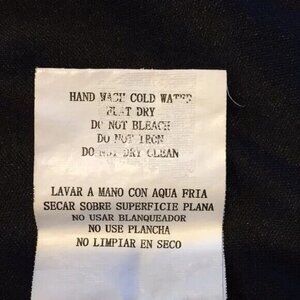 HAND WASH COLD WATER
FLAT DRY
DO NOT BLEACH
DO NOT IRON
DO NOT DRY CLEAN
LAVAR A MANO CON AQUA FRIA
SECAR SOBRE SUPERFICIE PLANA
NO USAR BLANQUEADOR
NO USE PLANCHA
NO LIMPIAR EN SECO